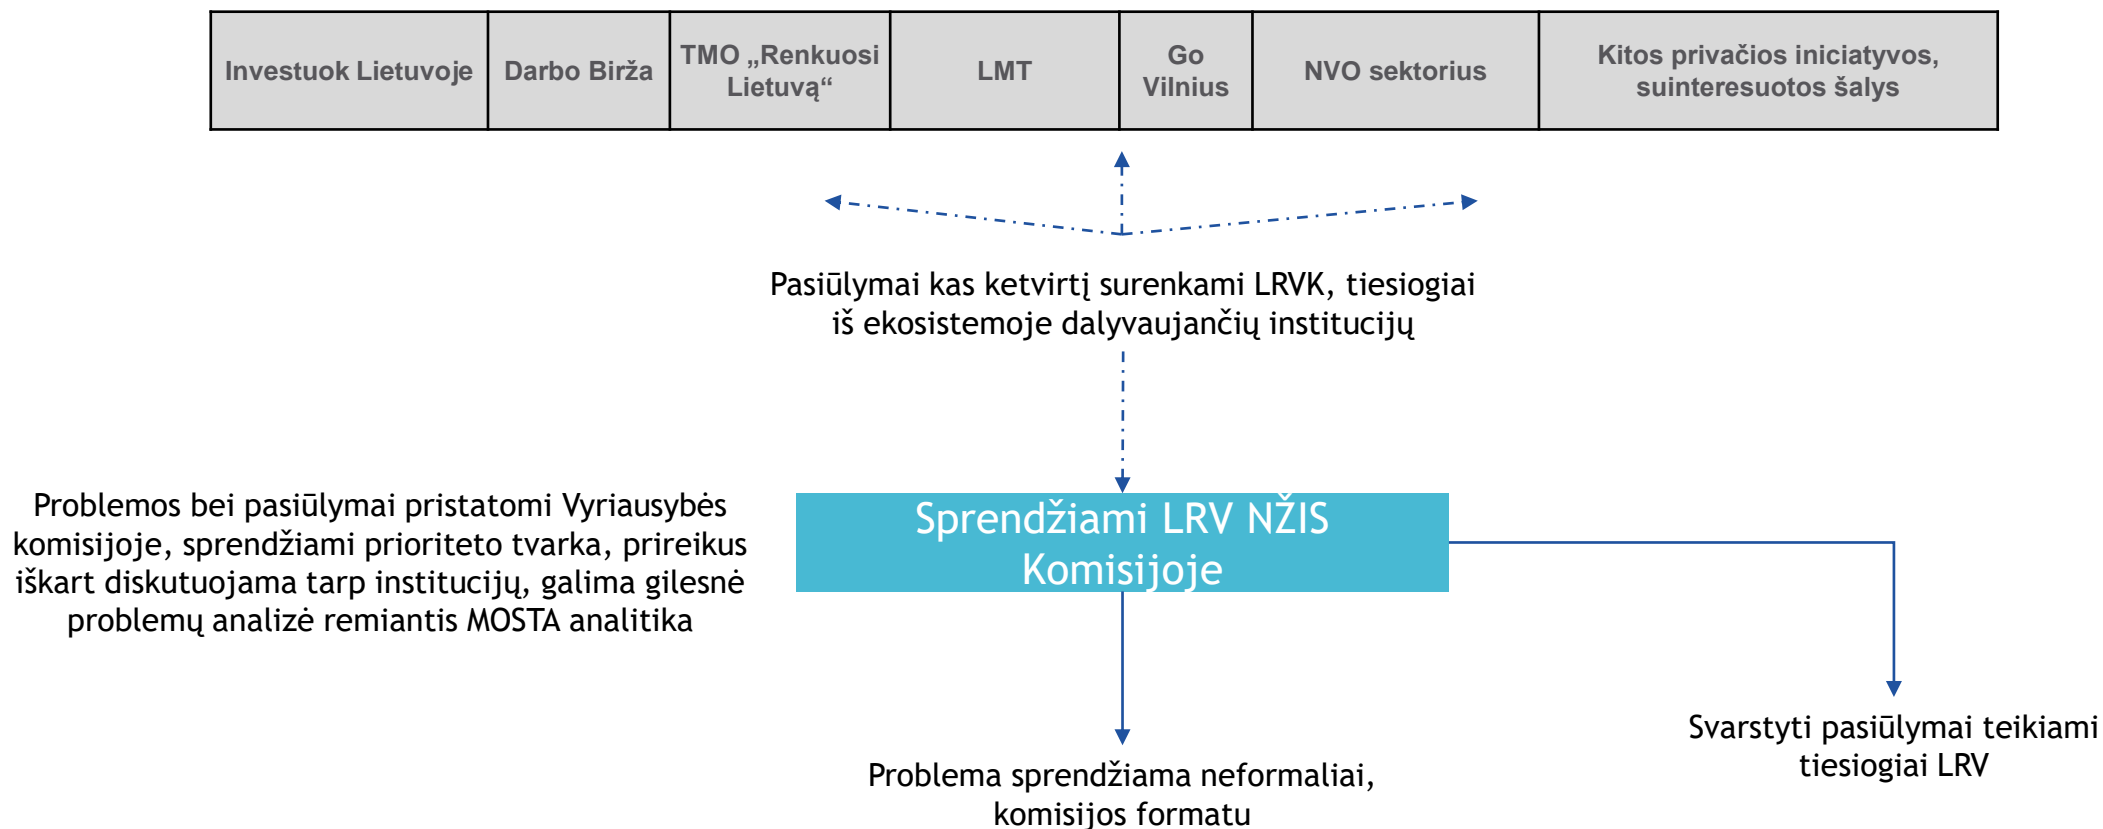 Investuok Lietuvoje
Darbo Birža
TMO „Renkuosi
Lietuvą“
LMT
Go
Vilnius
NVO sektorius
Kitos privačios iniciatyvos,
suinteresuotos šalys
Pasiūlymai kas ketvirtį surenkami LRVK, tiesiogiai
iš ekosistemoje dalyvaujančių institucijų
Problemos bei pasiūlymai pristatomi Vyriausybės
komisijoje, sprendžiami prioriteto tvarka, prireikus
iškart diskutuojama tarp institucijų, galima gilesnė
problemų analizė remiantis MOSTA analitika
Sprendžiami LRV NŽIS
Komisijoje
Svarstyti pasiūlymai teikiami
tiesiogiai LRV
Problema sprendžiama neformaliai,
komisijos formatu